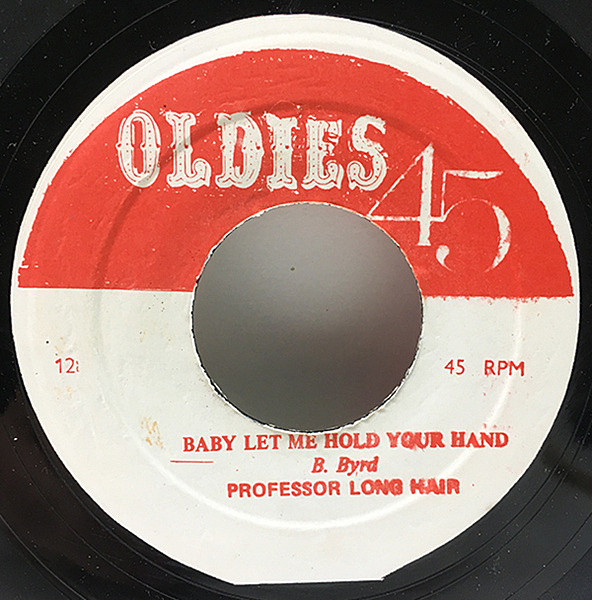 OLDIES
45
45 RPM
BABY LET ME HOLD YOUR HAND
B. Byrd
PROFESSOR LONG HAIR